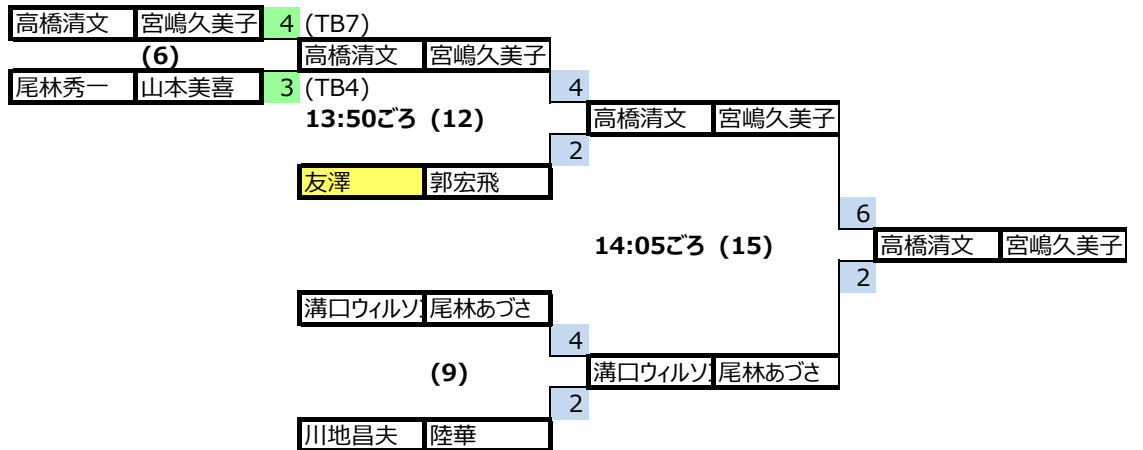 高橋清文 宮嶋久美子 4 (TB7)
(6) 高橋清文 宮嶋久美子
尾林秀一 山本美喜 3 (TB4) 4
13:50ごろ (12) 高橋清文 宮嶋久美子
2
友澤 郭宏飛
6
14:05ごろ (15) 高橋清文 宮嶋久美子
2
溝口ウィルソ 尾林あづさ
4
(9) 溝口ウィルソ 尾林あづさ
2
川地昌夫 陸華